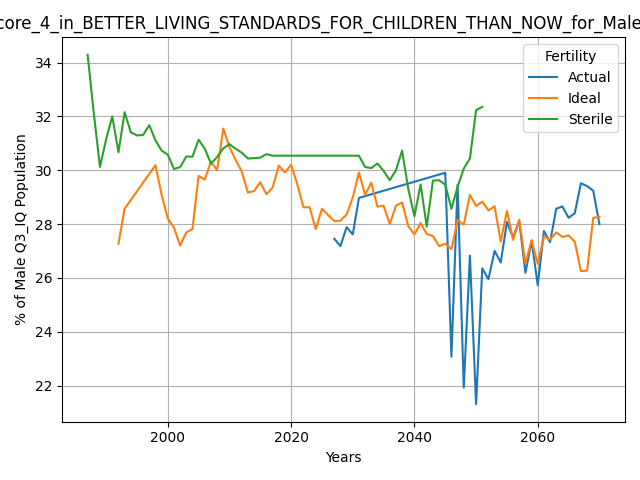 core_4_in_BETTER_LIVING_STANDARDS_FOR_CHILDREN_THAN_NOW_for_Male
Fertility
Actual
Ideal
Sterile
% of Male Q3_IQ Population
34
32
30
28
26
24
22
2000 2020 2040 2060
Years